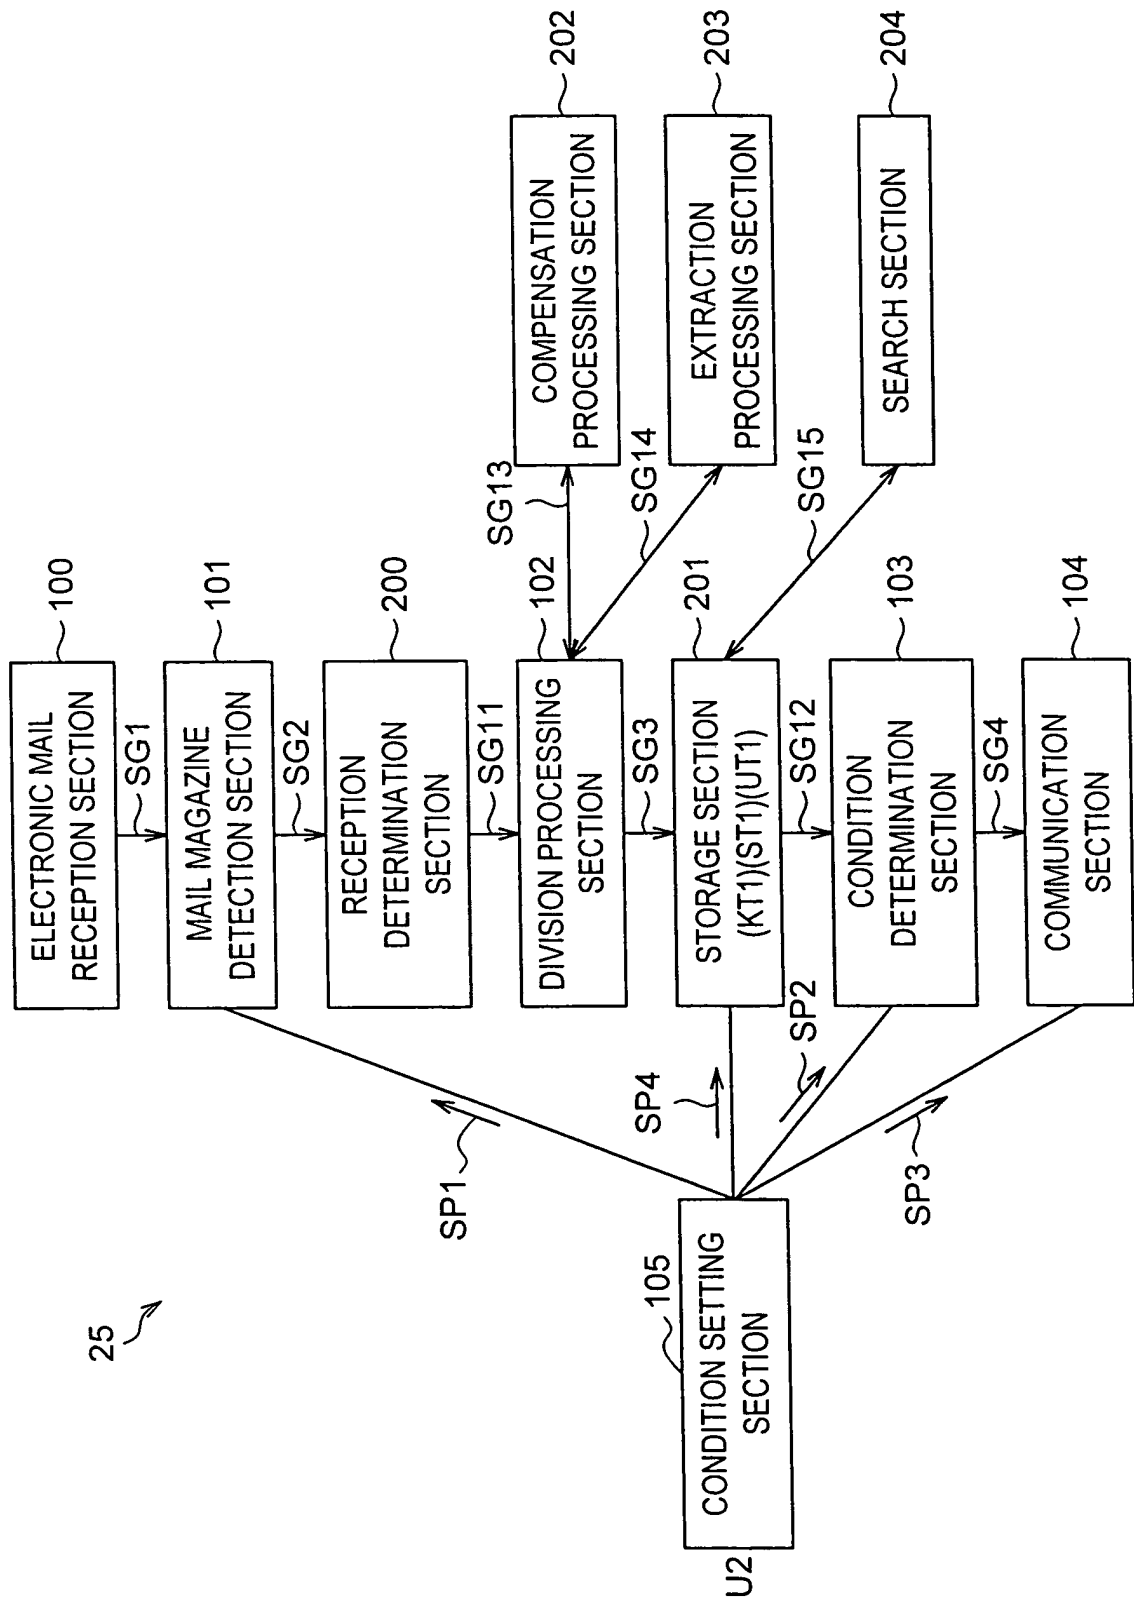 25
100
ELECTRONIC MAIL
RECEPTION SECTION
SG1
101
MAIL MAGAZINE
DETECTION SECTION
SG2
200
RECEPTION
DETERMINATION
SECTION
SG11
102
DIVISION PROCESSING
SECTION
SG3
201
STORAGE SECTION
(KT1)(ST1)(UT1)
SG12
103
CONDITION
DETERMINATION
SECTION
SG4
104
COMMUNICATION
SECTION
SG13
202
COMPENSATION
PROCESSING SECTION
SG14
203
EXTRACTION
PROCESSING SECTION
SG15
204
SEARCH SECTION
SP1
SP4
SP2
SP3
105
CONDITION SETTING
SECTION
U2